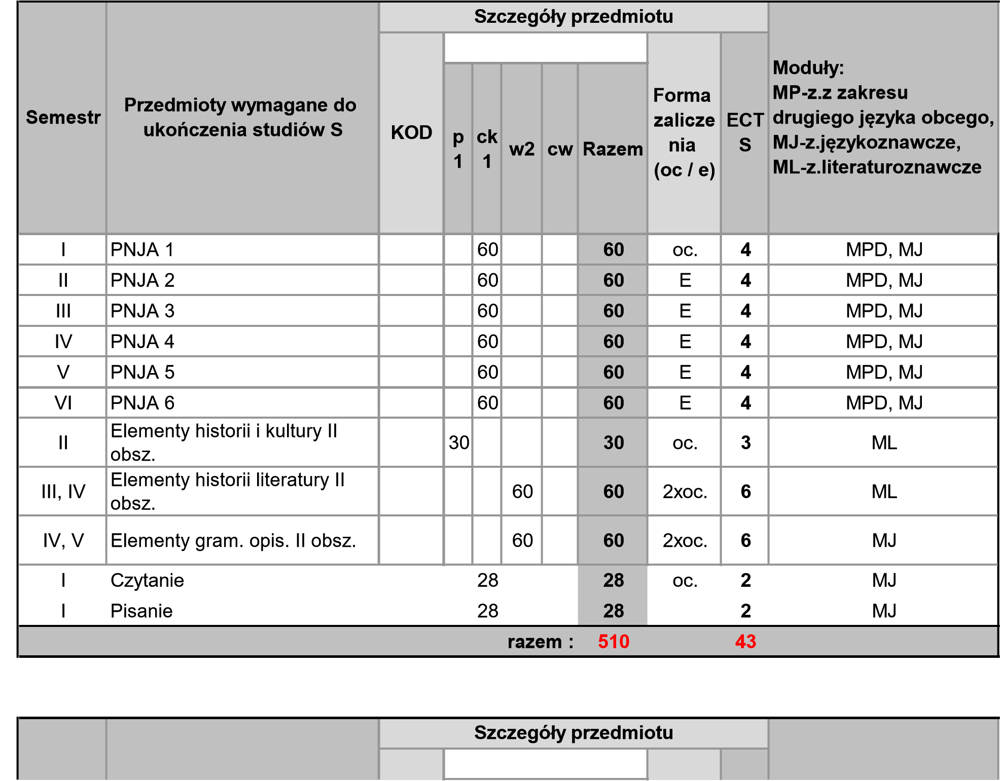 Szczegóły przedmiotu
Semestr
Przedmioty wymagane do
ukończenia studiów S
KOD
p
1
ck
1
w2
cw
Razem
Forma
zalicze
nia
(oc / e)
ECT
S
Moduły:
MP-z.z zakresu
drugiego języka obcego,
MJ-z.językoznawcze,
ML-z.literaturoznawcze
I PNJA 1 60 60 oc. 4 MPD, MJ
II PNJA 2 60 60 E 4 MPD, MJ
III PNJA 3 60 60 E 4 MPD, MJ
IV PNJA 4 60 60 E 4 MPD, MJ
V PNJA 5 60 60 E 4 MPD, MJ
VI PNJA 6 60 60 E 4 MPD, MJ
Elementy historii i kultury II
obsz.
II 30 30 oc. 3 ML
Elementy historii literatury II
obsz.
III, IV 60 60 2xoc. 6 ML
IV, V Elementy gram. opis. II obsz. 60 60 2xoc. 6 MJ
I Czytanie 28 28 oc. 2 MJ
I Pisanie 28 28 2 MJ
razem : 510 43
Szczegóły przedmiotu